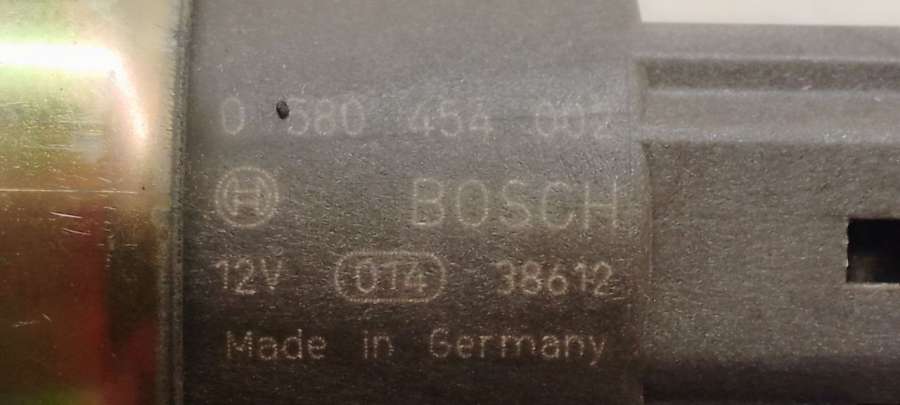 0 580 454 002
BOSCH
12V 014 38612
Made in Germany